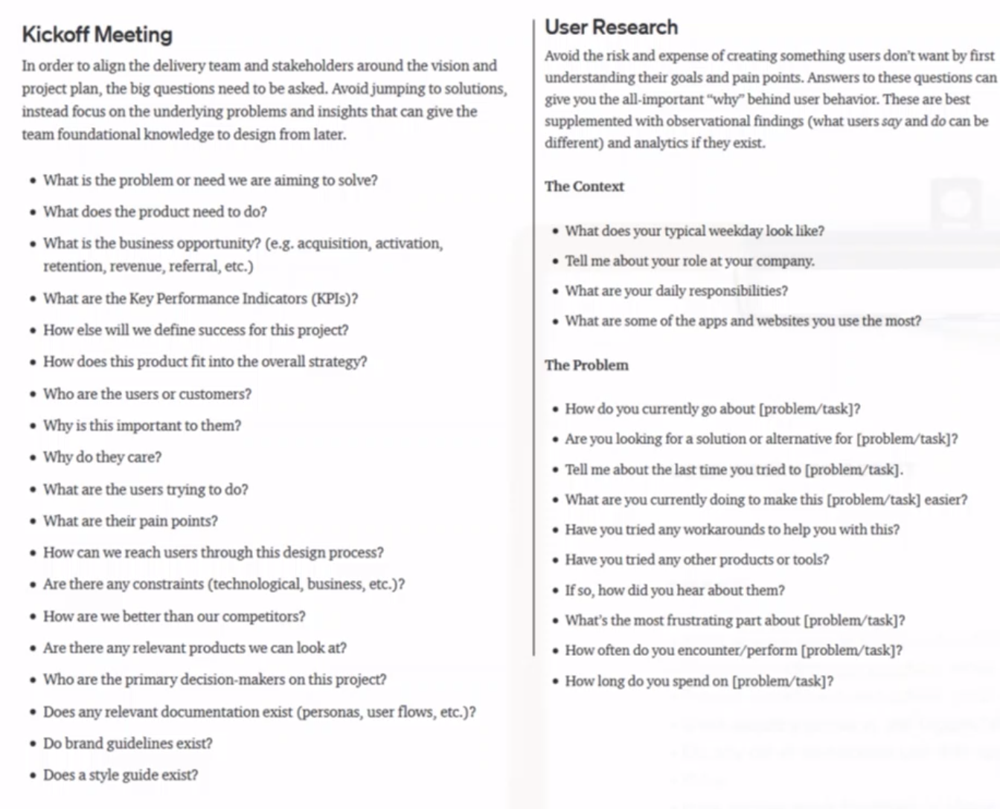 Kickoff Meeting
In order to align the delivery team and stakeholders around the vision and
project plan, the big questions need to be asked. Avoid jumping to solutions,
instead focus on the underlying problems and insights that can give the
team foundational knowledge to design from later.
• What is the problem or need we are aiming to solve?
• What does the product need to do?
• What is the business opportunity? (e.g. acquisition, activation,
retention, revenue, referral, etc.)
• What are the Key Performance Indicators (KPIs)?
• How else will we define success for this project?
• How does this product fit into the overall strategy?
• Who are the users or customers?
• Why is this important to them?
• Why do they care?
• What are the users trying to do?
• What are their pain points?
• How can we reach users through this design process?
• Are there any constraints (technological, business, etc.)?
• How are we better than our competitors?
• Are there any relevant products we can look at?
• Who are the primary decision-makers on this project?
• Does any relevant documentation exist (personas, user flows, etc.)?
• Do brand guidelines exist?
• Does a style guide exist?
User Research
Avoid the risk and expense of creating something users don't want by first
understanding their goals and pain points. Answers to these questions can
give you the all-important “why” behind user behavior. These are best
supplemented with observational findings (what users say and do can be
different) and analytics if they exist.
The Context
• What does your typical weekday look like?
• Tell me about your role at your company.
• What are your daily responsibilities?
• What are some of the apps and websites you use the most?
The Problem
• How do you currently go about [problem/task]?
• Are you looking for a solution or alternative for [problem/task]?
• Tell me about the last time you tried to [problem/task].
• What are you currently doing to make this [problem/task] easier?
• Have you tried any workarounds to help you with this?
• Have you tried any other products or tools?
• If so, how did you hear about them?
• What's the most frustrating part about [problem/task]?
• How often do you encounter/perform [problem/task]?
• How long do you spend on [problem/task]?